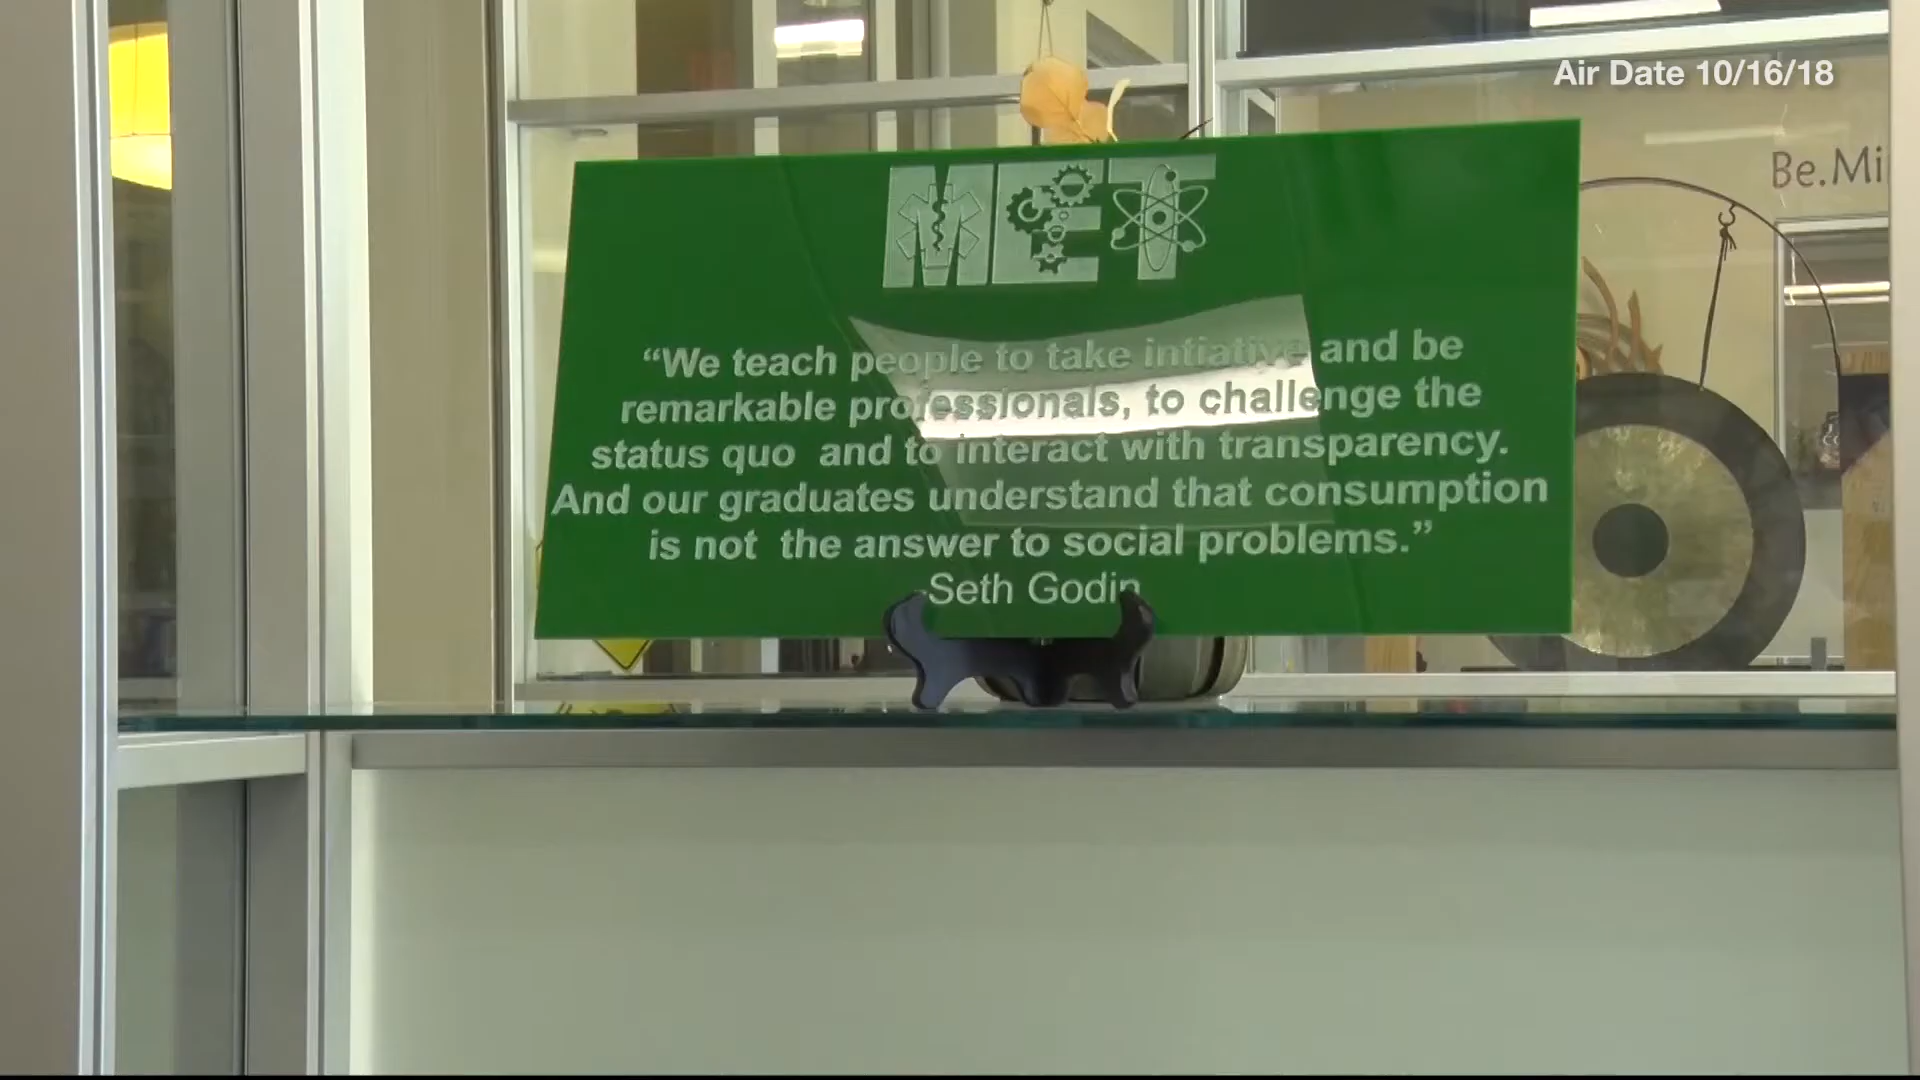 Air Date 10/16/18
Be.Mi
MET
“We teach people to take intiative and be
remarkable professionals, to challenge the
status quo and to interact with transparency.
And our graduates understand that consumption
is not the answer to social problems.”
-Seth Godin